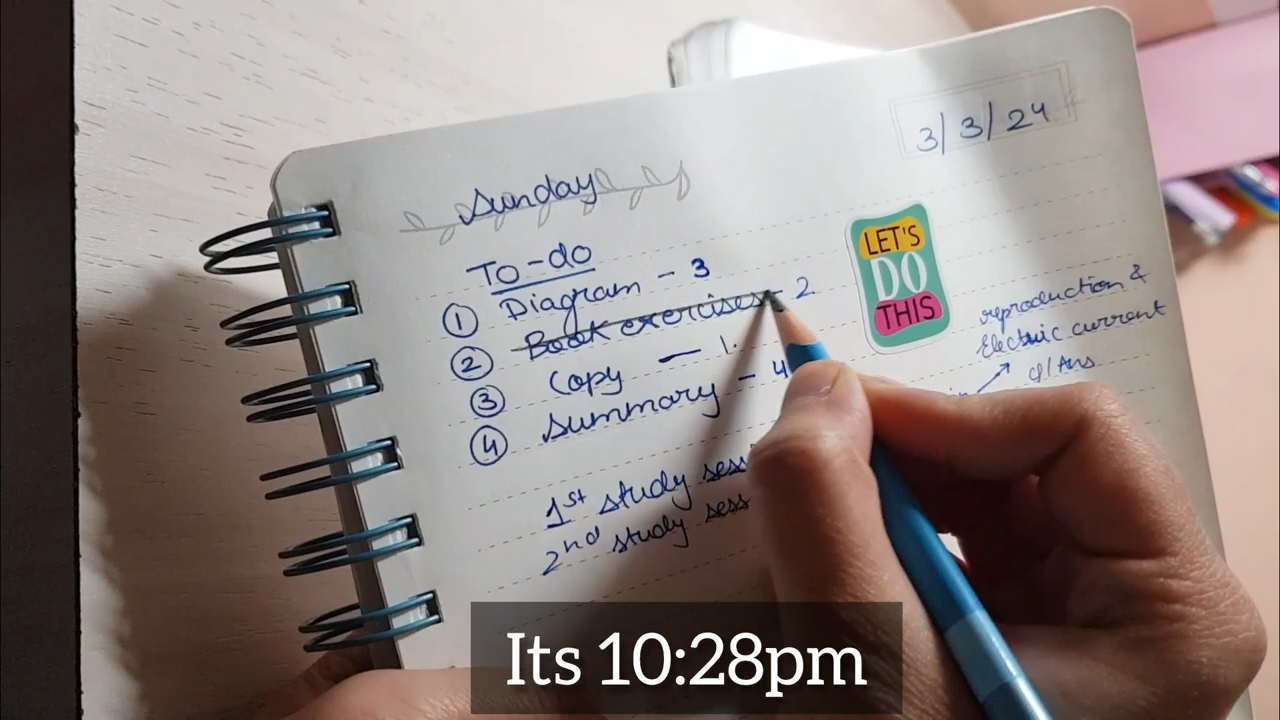 3/3/24
Sunday
To-do
① Diagram - 3
② Book exercises - 2
③ Copy - 1.
④ Summary - 4
LET'S
DO
THIS
reproduction &
Electric current
Q/Ans
1st study sess
2nd study sess
Its 10:28pm